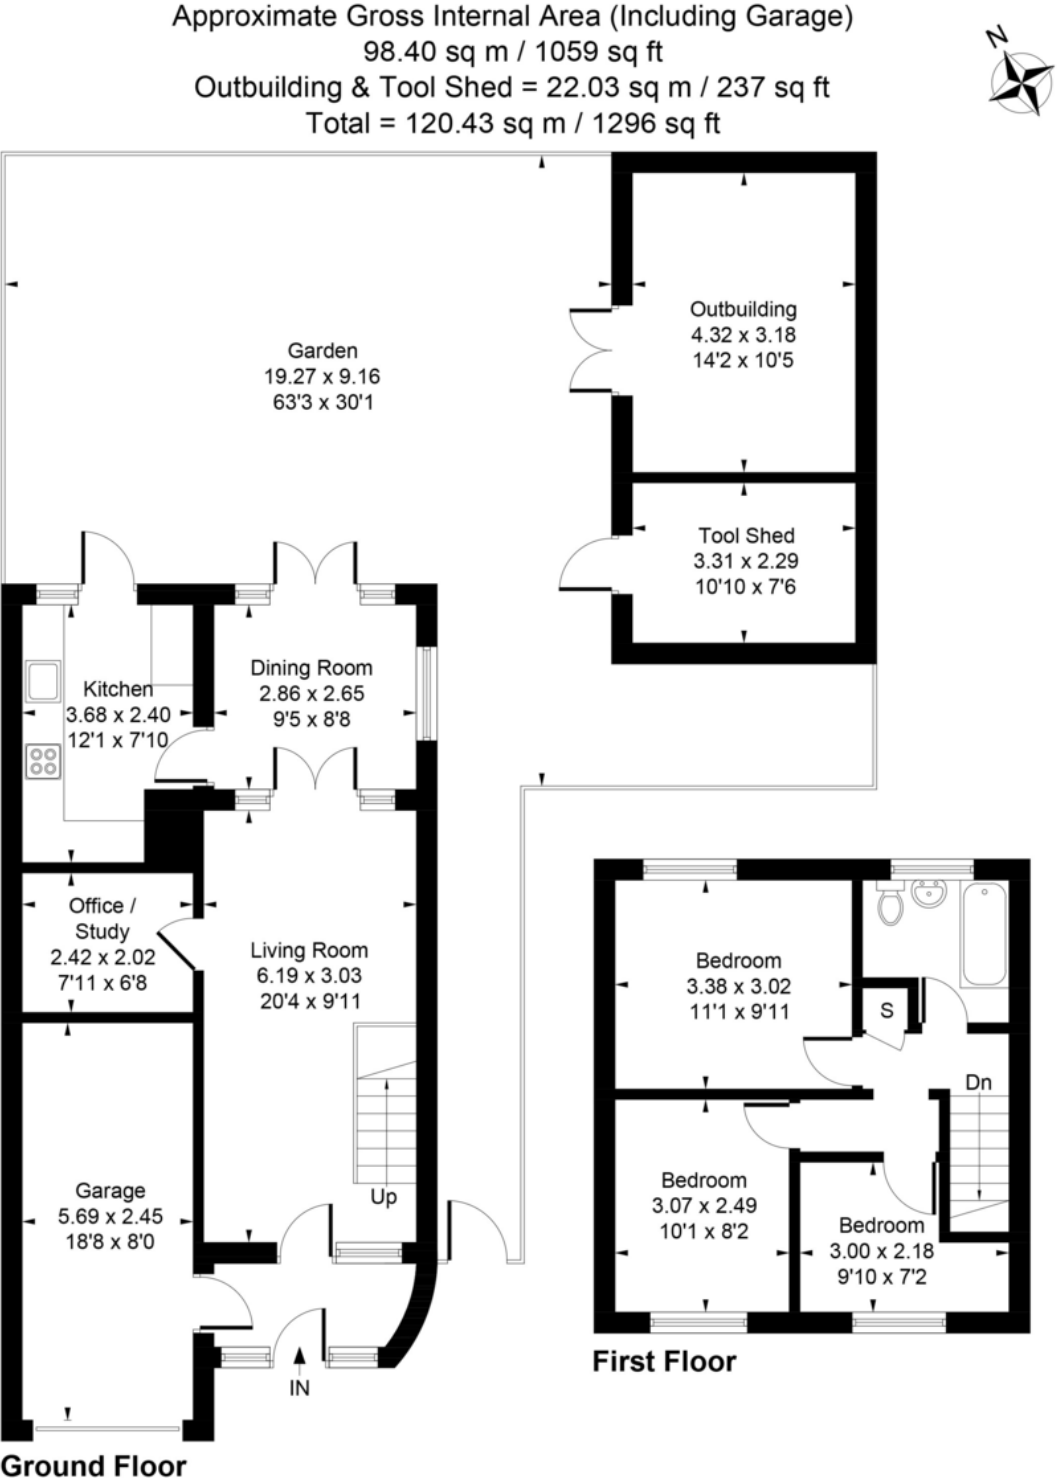 Approximate Gross Internal Area (Including Garage)
98.40 sq m / 1059 sq ft
Outbuilding & Tool Shed = 22.03 sq m / 237 sq ft
Total = 120.43 sq m / 1296 sq ft
N
Outbuilding
4.32 x 3.18
14'2 x 10'5
Garden
19.27 x 9.16
63'3 x 30'1
Tool Shed
3.31 x 2.29
10'10 x 7'6
Kitchen
3.68 x 2.40
12'1 x 7'10
Dining Room
2.86 x 2.65
9'5 x 8'8
Office /
Study
2.42 x 2.02
7'11 x 6'8
Living Room
6.19 x 3.03
20'4 x 9'11
Up
Garage
5.69 x 2.45
18'8 x 8'0
IN
Ground Floor
Bedroom
3.38 x 3.02
11'1 x 9'11
S
Dn
Bedroom
3.07 x 2.49
10'1 x 8'2
Bedroom
3.00 x 2.18
9'10 x 7'2
First Floor